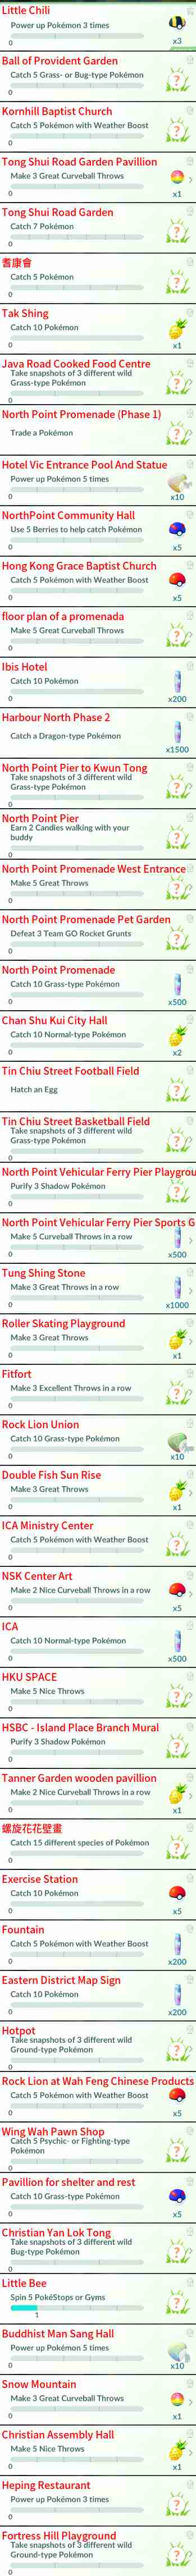 Little Chili
Power up Pokémon 3 times
0
x3
Ball of Provident Garden
Catch 5 Grass- or Bug-type Pokémon
0
?
Kornhill Baptist Church
Catch 5 Pokémon with Weather Boost
0
?
Tong Shui Road Garden Pavillion
Make 3 Great Curveball Throws
0
x1
Tong Shui Road Garden
Catch 7 Pokémon
0
?
耆康會
Catch 5 Pokémon
0
?
Tak Shing
Catch 10 Pokémon
0
x1
Java Road Cooked Food Centre
Take snapshots of 3 different wild
Grass-type Pokémon
0
?
North Point Promenade (Phase 1)
Trade a Pokémon
?
Hotel Vic Entrance Pool And Statue
Power up Pokémon 5 times
0
x10
NorthPoint Community Hall
Use 5 Berries to help catch Pokémon
0
x5
Hong Kong Grace Baptist Church
Catch 5 Pokémon with Weather Boost
0
x5
floor plan of a promenada
Make 5 Great Curveball Throws
0
?
Ibis Hotel
Catch 10 Pokémon
0
x200
Harbour North Phase 2
Catch a Dragon-type Pokémon
x1500
North Point Pier to Kwun Tong
Take snapshots of 3 different wild
Grass-type Pokémon
0
?
North Point Pier
Earn 2 Candies walking with your
buddy
0
?
North Point Promenade West Entrance
Make 5 Great Throws
0
?
North Point Promenade Pet Garden
Defeat 3 Team GO Rocket Grunts
0
?
North Point Promenade
Catch 10 Grass-type Pokémon
0
x500
Chan Shu Kui City Hall
Catch 10 Normal-type Pokémon
0
x2
Tin Chiu Street Football Field
Hatch an Egg
?
Tin Chiu Street Basketball Field
Take snapshots of 3 different wild
Grass-type Pokémon
0
?
North Point Vehicular Ferry Pier Playgrou
Purify 3 Shadow Pokémon
0
?
North Point Vehicular Ferry Pier Sports G
Make 5 Curveball Throws in a row
0
x500
Tung Shing Stone
Make 3 Great Throws in a row
0
x1000
Roller Skating Playground
Make 3 Great Throws
0
x1
Fitfort
Make 3 Excellent Throws in a row
0
?
Rock Lion Union
Catch 10 Grass-type Pokémon
0
x10
Double Fish Sun Rise
Make 3 Great Throws
0
x1
ICA Ministry Center
Catch 5 Pokémon with Weather Boost
0
?
NSK Center Art
Make 2 Nice Curveball Throws in a row
0
x5
ICA
Catch 10 Normal-type Pokémon
0
x500
HKU SPACE
Make 5 Nice Throws
0
?
HSBC - Island Place Branch Mural
Purify 3 Shadow Pokémon
0
?
Tanner Garden wooden pavillion
Make 2 Nice Curveball Throws in a row
0
x1
螺旋花花壁畫
Catch 15 different species of Pokémon
0
?
Exercise Station
Catch 10 Pokémon
0
x5
Fountain
Catch 5 Pokémon with Weather Boost
0
x200
Eastern District Map Sign
Catch 10 Pokémon
0
x200
Hotpot
Take snapshots of 3 different wild
Ground-type Pokémon
0
?
Rock Lion at Wah Feng Chinese Products
Catch 5 Pokémon with Weather Boost
0
x5
Wing Wah Pawn Shop
Catch 5 Psychic- or Fighting-type
Pokémon
0
?
Pavillion for shelter and rest
Catch 10 Grass-type Pokémon
0
x5
Christian Yan Lok Tong
Take snapshots of 3 different wild
Bug-type Pokémon
0
?
Little Bee
Spin 5 PokéStops or Gyms
1
?
Buddhist Man Sang Hall
Power up Pokémon 5 times
0
x10
Snow Mountain
Make 3 Great Curveball Throws
0
x1
Christian Assembly Hall
Make 5 Nice Throws
0
x1
Heping Restaurant
Power up Pokémon 3 times
0
?
Fortress Hill Playground
Take snapshots of 3 different wild
Ground-type Pokémon
0
?